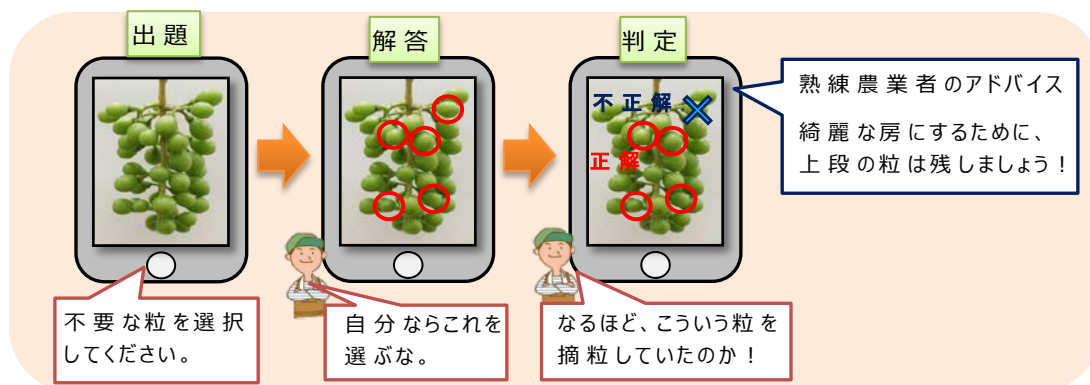 出題
解答
判定
不正解
正解
熟練農業者のアドバイス
綺麗な房にするために、
上段の粒は残しましょう！
不要な粒を選択
してください。
自分ならこれを
選ぶな。
なるほど、こういう粒を
摘粒していたのか！